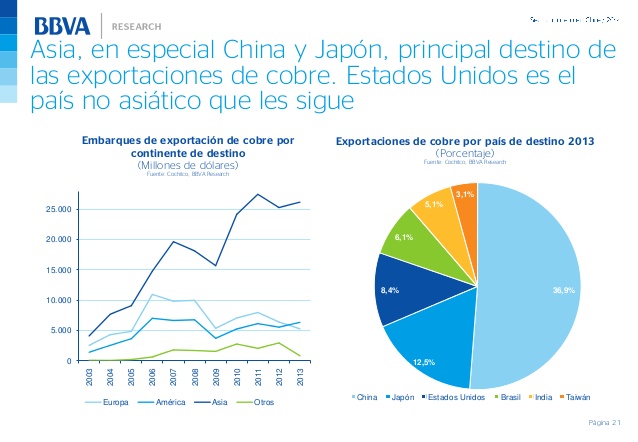 BBVA RESEARCH
Asia, en especial China y Japón, principal destino de
las exportaciones de cobre. Estados Unidos es el
país no asiático que les sigue
Embarques de exportación de cobre por
continente de destino
(Millones de dólares)
Fuente: Cochilco, BBVA Research
25.000
20.000
15.000
10.000
5.000
0
2003 2004 2005 2006 2007 2008 2009 2010 2011 2012 2013
Europa América Asia Otros
Exportaciones de cobre por país de destino 2013
(Porcentaje)
Fuente: Cochilco, BBVA Research
3,1%
5,1%
6,1%
8,4%
36,9%
12,5%
China Japón Estados Unidos Brasil India Taiwán
Página 21